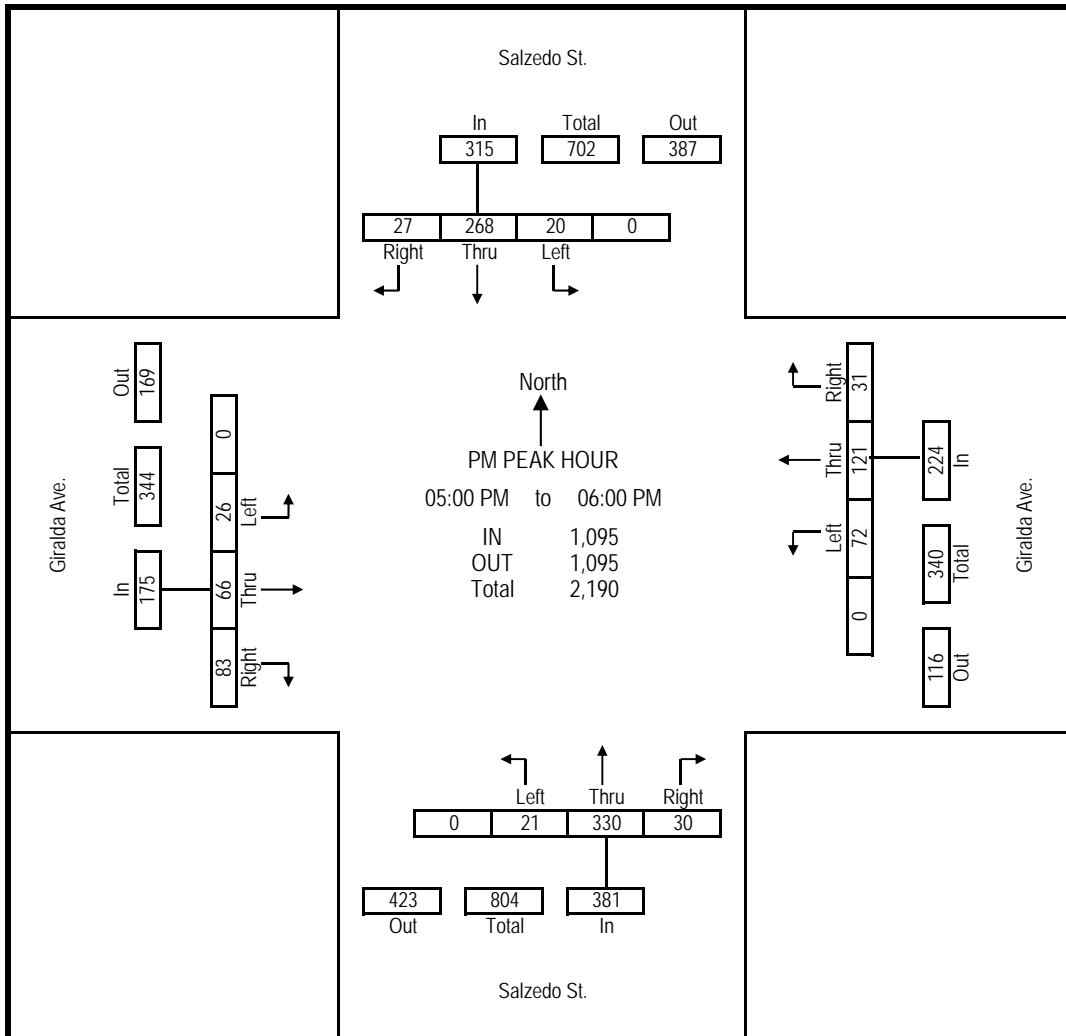 Salzedo St.
In Total Out
315 702 387
27 268 20 0
Right Thru Left
Giralda Ave.
Out
169
Total
344
In
175
0
26
Left
66
Thru
83
Right
North
PM PEAK HOUR
05:00 PM to 06:00 PM
IN 1,095
OUT 1,095
Total 2,190
Right
31
Thru
121
Left
72
0
224
In
340
Total
116
Out
Giralda Ave.
Left Thru Right
0 21 330 30
423 804 381
Out Total In
Salzedo St.